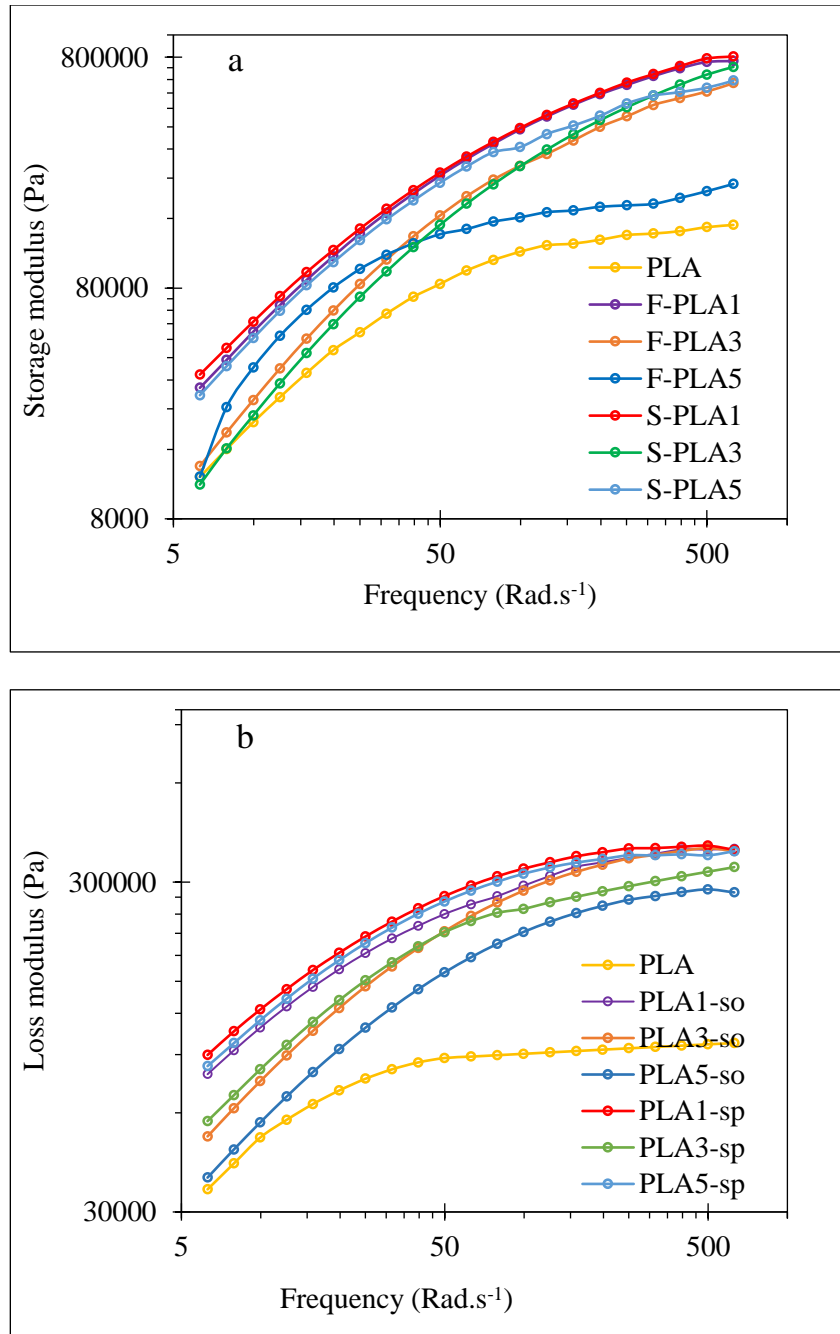 a
800000
80000
8000
Storage modulus (Pa)
PLA
F-PLA1
F-PLA3
F-PLA5
S-PLA1
S-PLA3
S-PLA5
5
50
500
Frequency (Rad.s⁻¹)
b
300000
30000
Loss modulus (Pa)
PLA
PLA1-so
PLA3-so
PLA5-so
PLA1-sp
PLA3-sp
PLA5-sp
5
50
500
Frequency (Rad.s⁻¹)